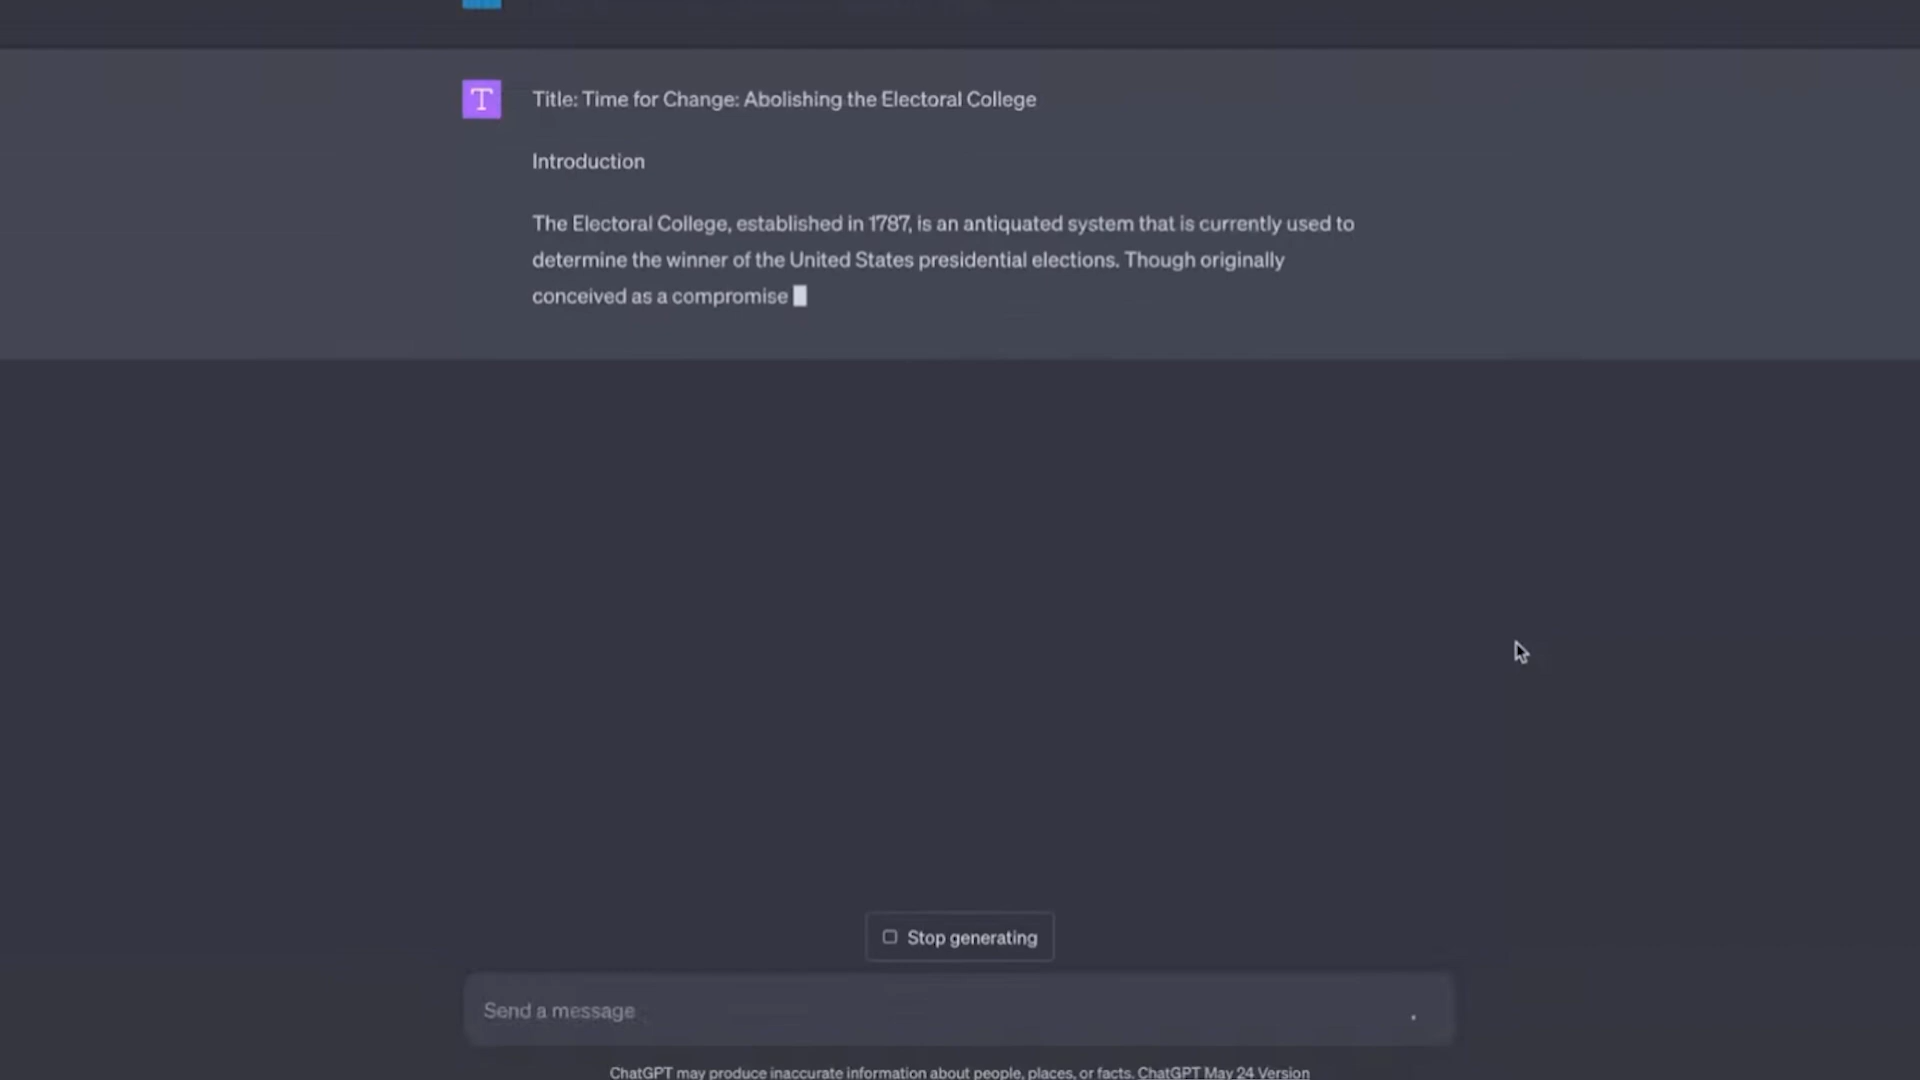 T
Title: Time for Change: Abolishing the Electoral College
Introduction
The Electoral College, established in 1787, is an antiquated system that is currently used to
determine the winner of the United States presidential elections. Though originally
conceived as a compromise
Stop generating
Send a message
ChatGPT may produce inaccurate information about people, places, or facts. ChatGPT May 24 Version